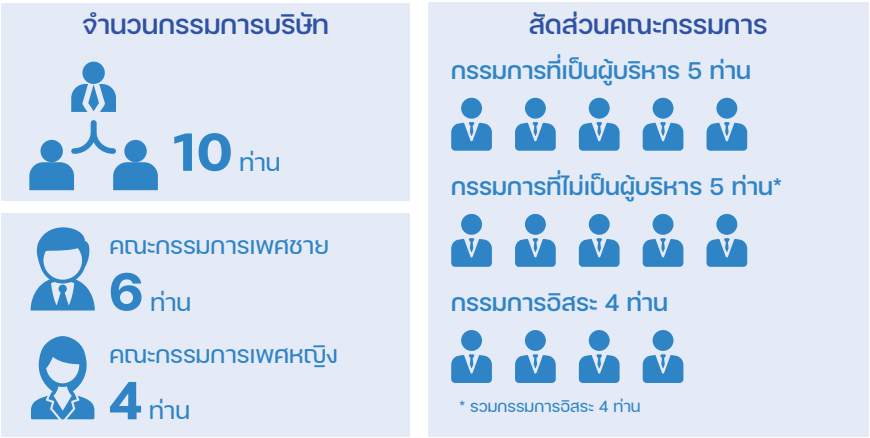 จำนวนกรรมการบริษัท
10 ท่าน
คณะกรรมการเพศชาย
6 ท่าน
คณะกรรมการเพศหญิง
4 ท่าน
สัดส่วนคณะกรรมการ
กรรมการที่เป็นผู้บริหาร 5 ท่าน
กรรมการที่ไม่เป็นผู้บริหาร 5 ท่าน*
กรรมการอิสระ 4 ท่าน
* รวมกรรมการอิสระ 4 ท่าน